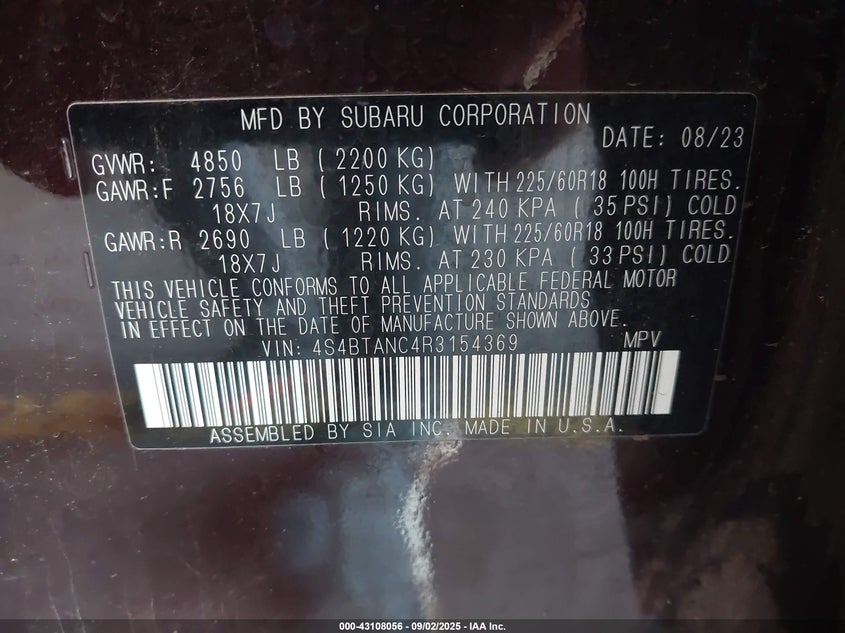 MFD BY SUBARU CORPORATION
DATE: 08/23
GVWR: 4850 LB ( 2200 KG)
GAWR:F 2756 LB ( 1250 KG) WITH 225/60R18 100H TIRES.
18X7J RIMS. AT 240 KPA ( 35 PSI) COLD
GAWR:R 2690 LB ( 1220 KG) WITH 225/60R18 100H TIRES.
18X7J RIMS. AT 230 KPA ( 33 PSI) COLD
THIS VEHICLE CONFORMS TO ALL APPLICABLE FEDERAL MOTOR
VEHICLE SAFETY AND THEFT PREVENTION STANDARDS
IN EFFECT ON THE DATE OF MANUFACTURE SHOWN ABOVE.
VIN: 4S4BTANC4R3154369 MPV
ASSEMBLED BY SIA INC. MADE IN U.S.A.
000-43108056 - 09/02/2025 - IAA Inc.